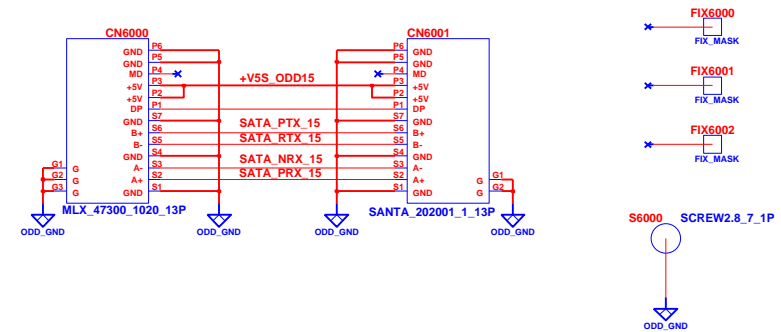 CN6000
GND P6
GND P5
MD P4
+5V P3
+5V P2
DP P1
GND S7
B+ S6
B- S5
GND S4
A- S3
A+ S2
GND S1
G1 G
G2 G
G3 G
MLX_47300_1020_13P
ODD_GND
ODD_GND
+V5S_ODD15
SATA_PTX_15
SATA_RTX_15
SATA_NRX_15
SATA_PRX_15
CN6001
P6 GND
P5 GND
P4 MD
P3 +5V
P2 +5V
P1 DP
S7 GND
S6 B+
S5 B-
S4 GND
S3 A-
S2 A+
S1 GND
G G1
G G2
SANTA_202001_1_13P
ODD_GND
ODD_GND
FIX6000
FIX_MASK
FIX6001
FIX_MASK
FIX6002
FIX_MASK
S6000 SCREW2.8_7_1P
ODD_GND